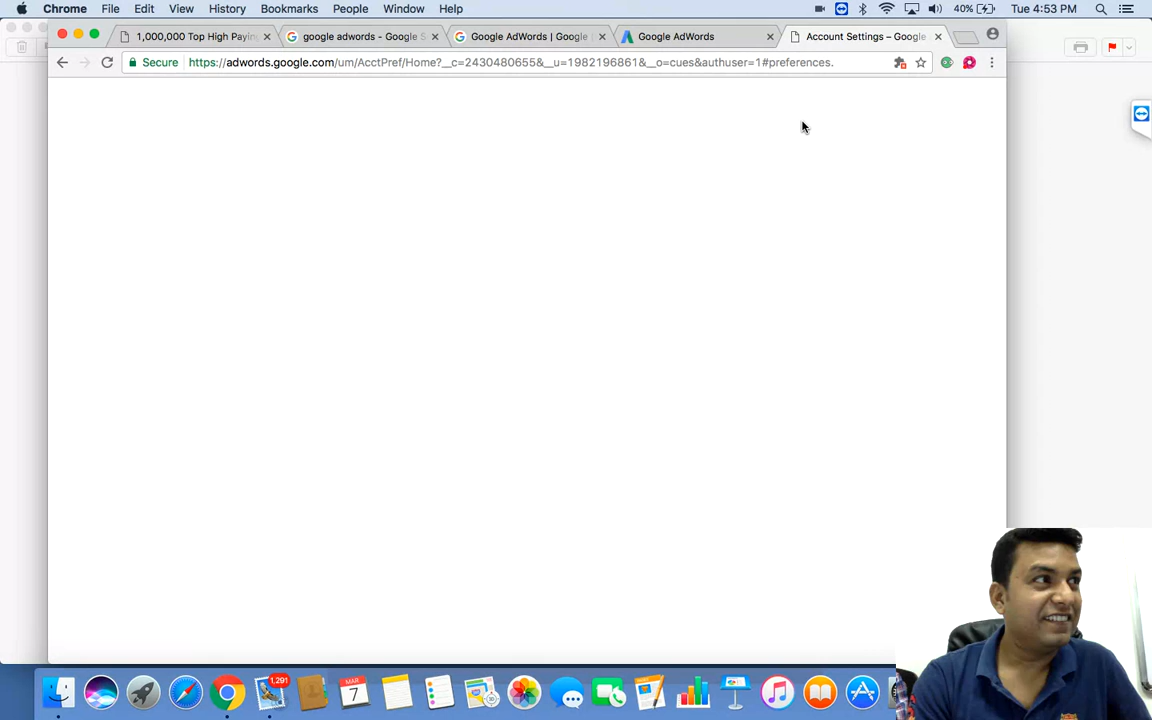 Chrome File Edit View History Bookmarks People Window Help 40% Tue 4:53 PM
1,000,000 Top High Payin
google adwords - Google S
Google AdWords | Google
Google AdWords
Account Settings – Google
Secure https://adwords.google.com/um/AcctPref/Home?__c=2430480655&__u=1982196861&__o=cues&authuser=1#preferences.
1,291
MAR
7